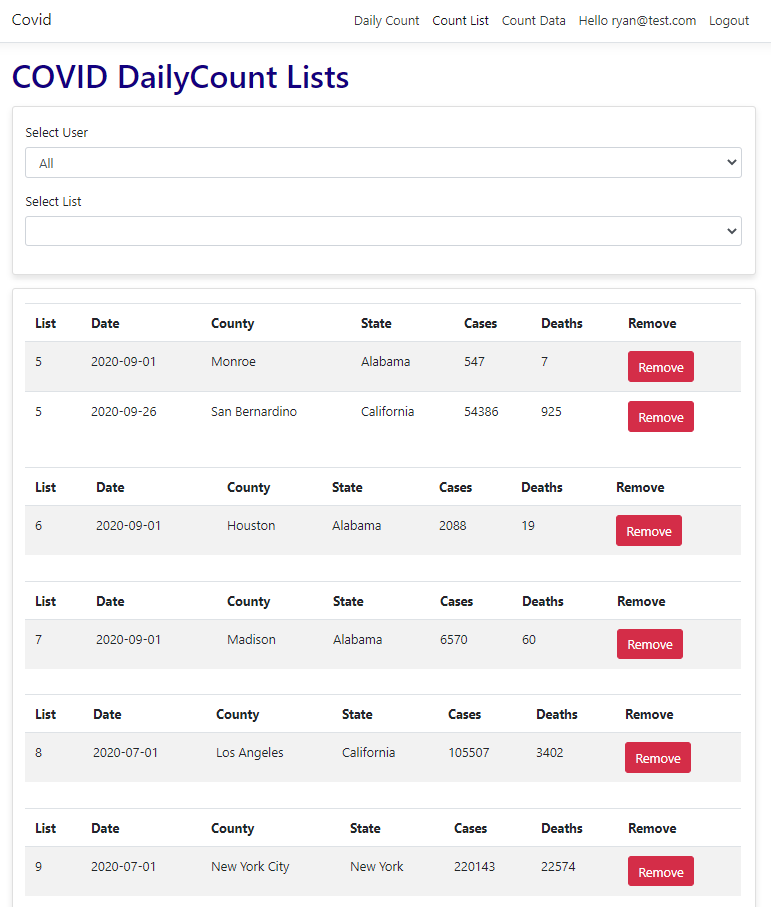 Covid Daily Count Count List Count Data Hello ryan@test.com Logout
COVID DailyCount Lists
Select User
All
Select List
List Date County State Cases Deaths Remove
5 2020-09-01 Monroe Alabama 547 7 Remove
5 2020-09-26 San Bernardino California 54386 925 Remove
List Date County State Cases Deaths Remove
6 2020-09-01 Houston Alabama 2088 19 Remove
List Date County State Cases Deaths Remove
7 2020-09-01 Madison Alabama 6570 60 Remove
List Date County State Cases Deaths Remove
8 2020-07-01 Los Angeles California 105507 3402 Remove
List Date County State Cases Deaths Remove
9 2020-07-01 New York City New York 220143 22574 Remove